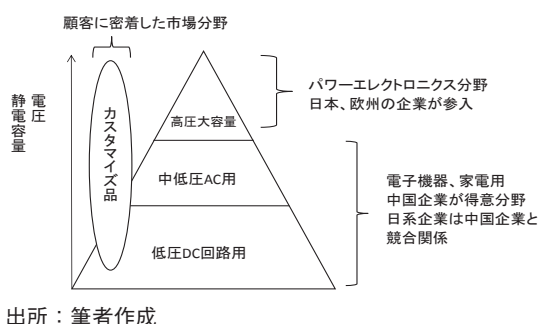 顧客に密着した市場分野
電圧
静電容量
カスタマイズ品
高圧大容量
中低圧AC用
低圧DC回路用
パワーエレクトロニクス分野
日本、欧州の企業が参入
電子機器、家電用
中国企業が得意分野
日系企業は中国企業と
競合関係
出所：筆者作成